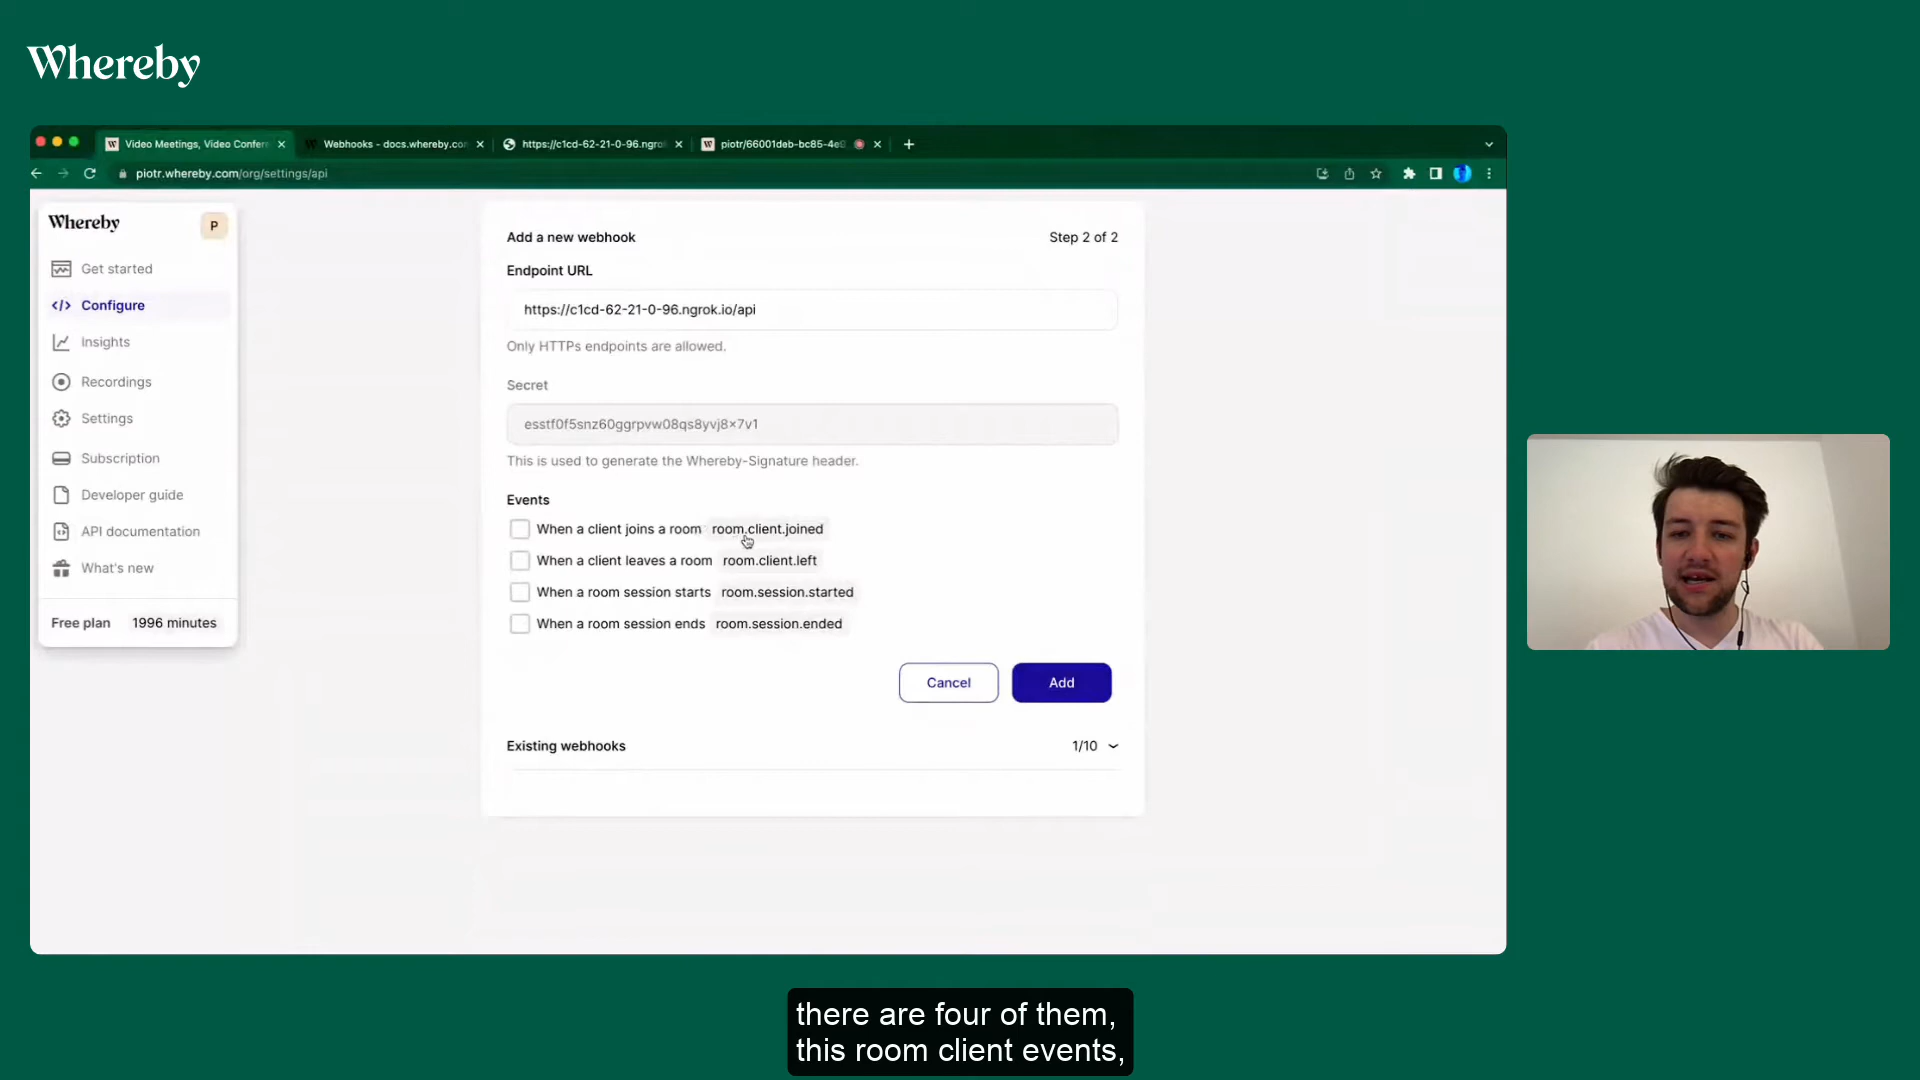 Whereby
Video Meetings, Video Confer
Webhooks - docs.whereby.co
https://c1cd-62-21-0-96.ngro
piotr/66001deb-bc85-4e9
piotr.whereby.com/org/settings/api
Whereby
P
Get started
Configure
Insights
Recordings
Settings
Subscription
Developer guide
API documentation
What's new
Free plan 1996 minutes
Add a new webhook Step 2 of 2
Endpoint URL
https://c1cd-62-21-0-96.ngrok.io/api
Only HTTPs endpoints are allowed.
Secret
esstf0f5snz60ggrpvw08qs8yvj8x7v1
This is used to generate the Whereby-Signature header.
Events
When a client joins a room room.client.joined
When a client leaves a room room.client.left
When a room session starts room.session.started
When a room session ends room.session.ended
Cancel Add
Existing webhooks 1/10
there are four of them,
this room client events,